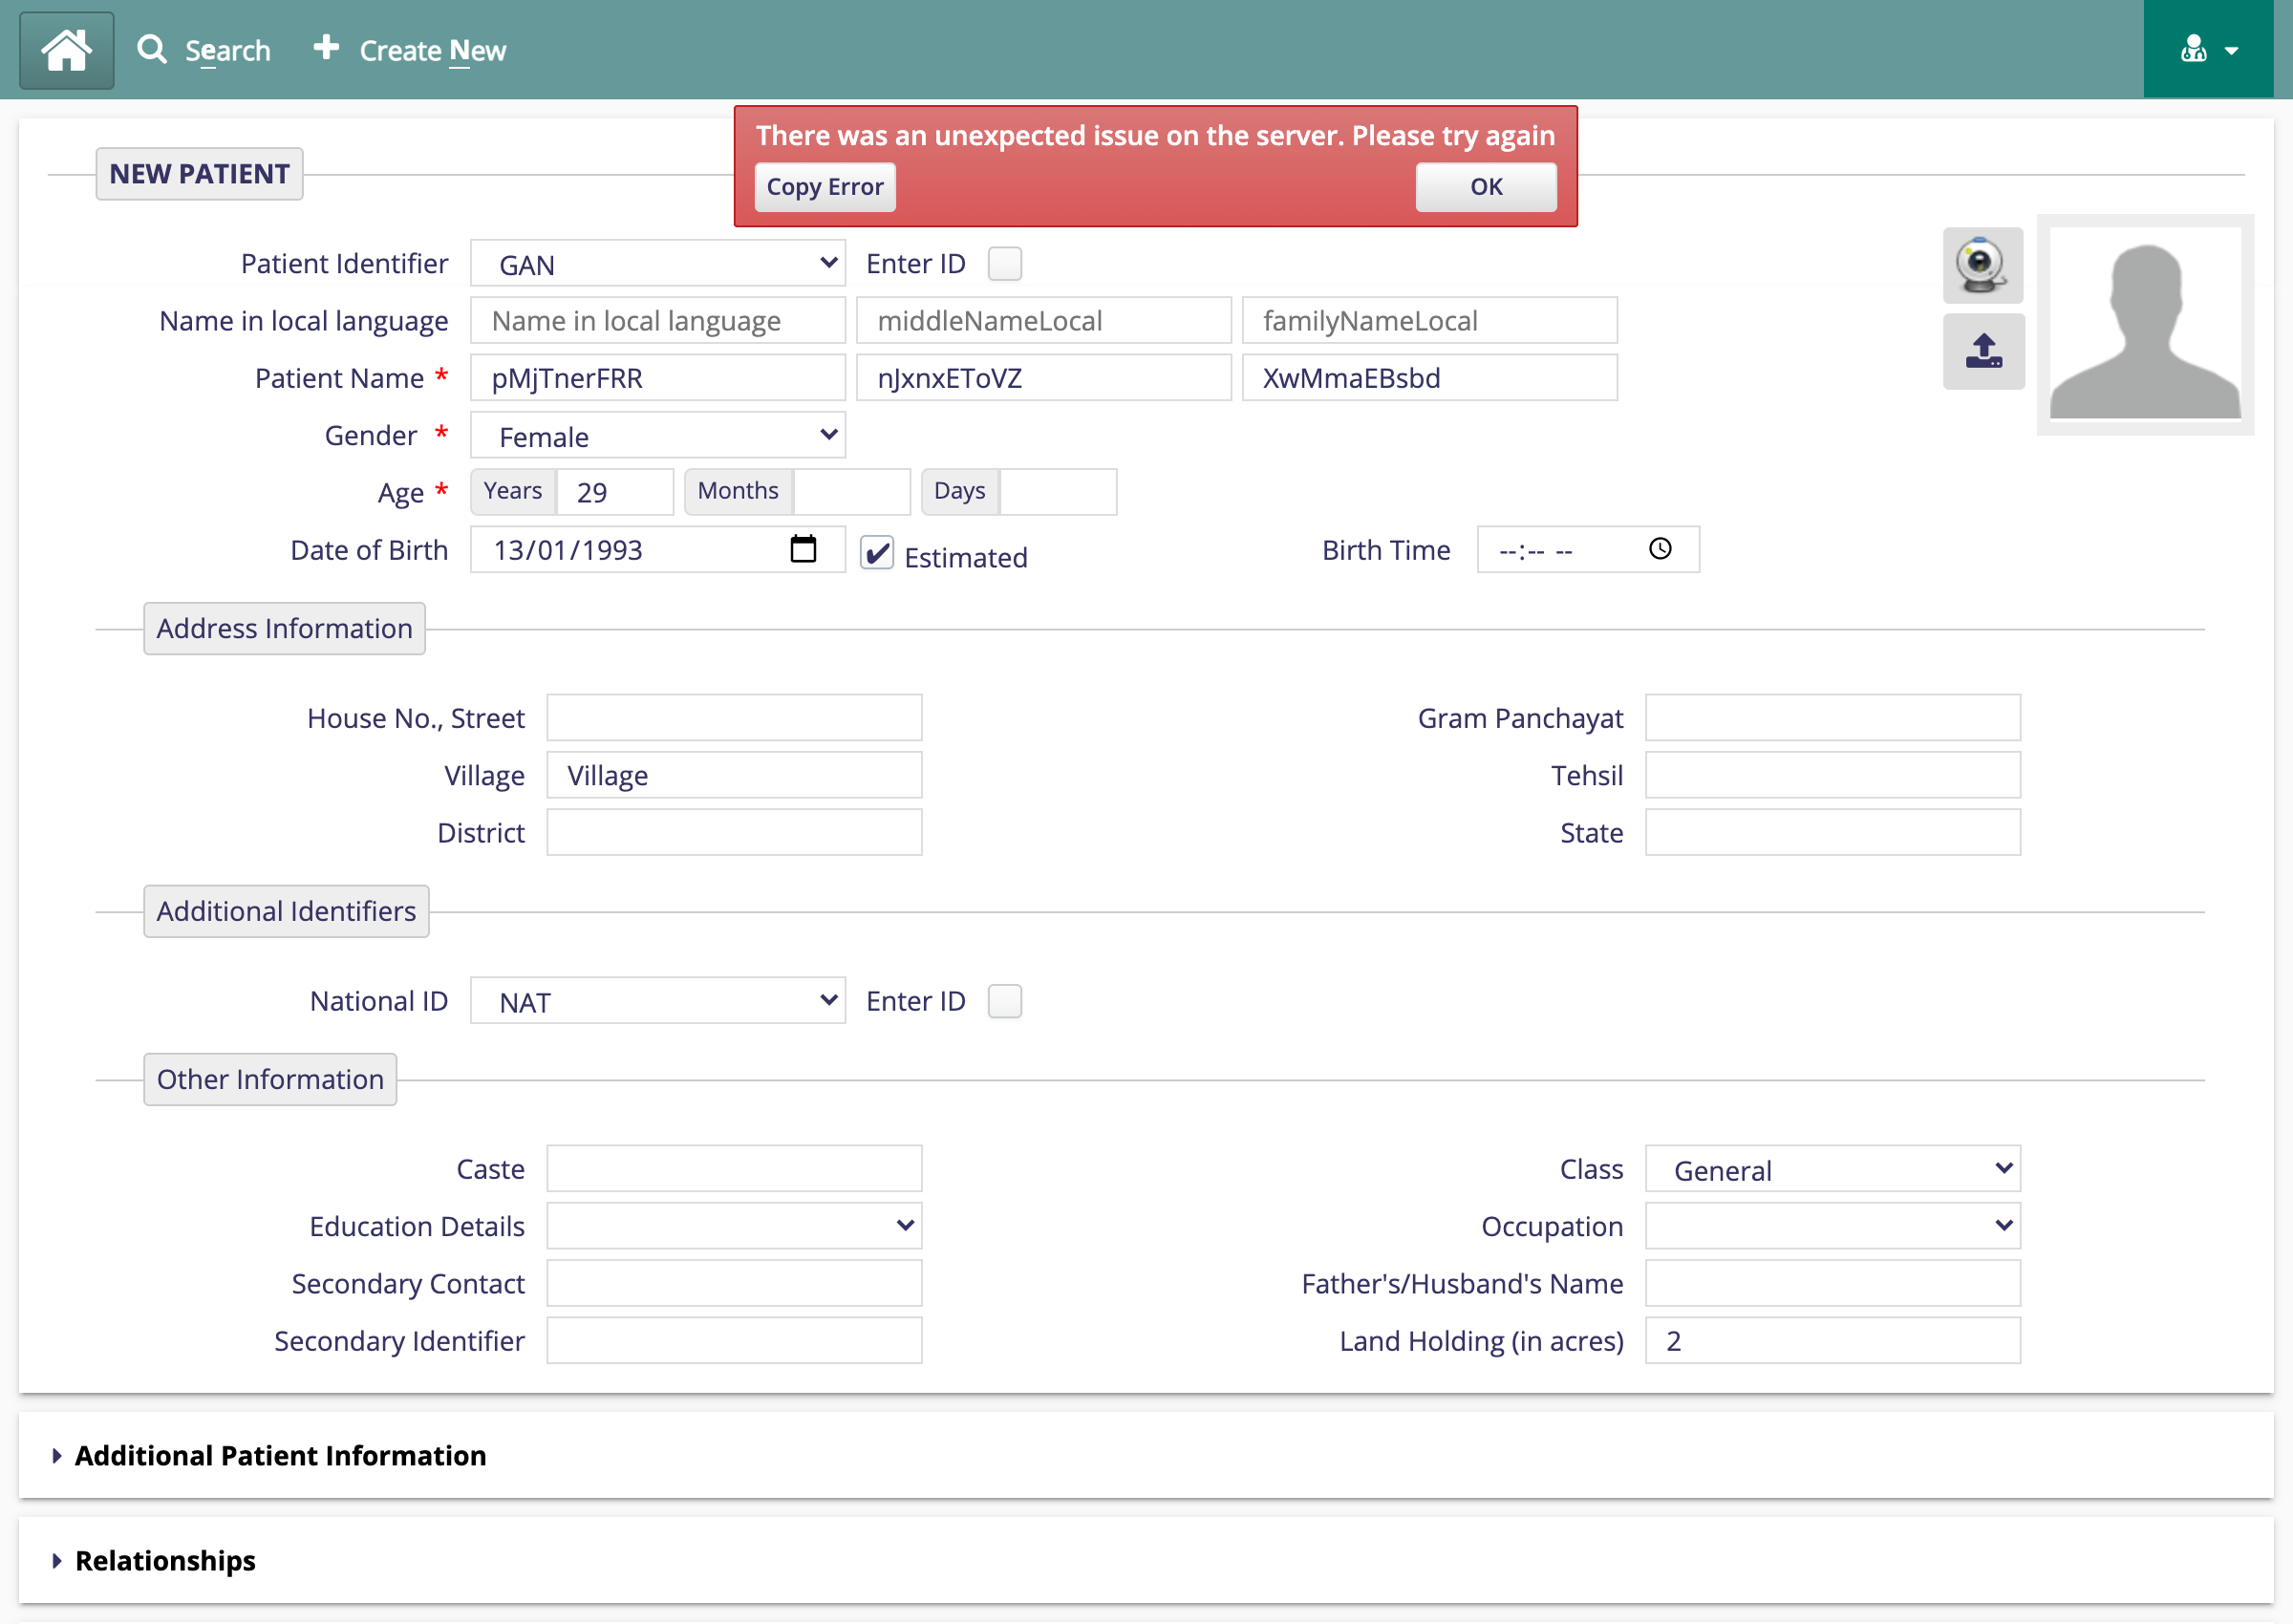 Search Create New
There was an unexpected issue on the server. Please try again
Copy Error OK
NEW PATIENT
Patient Identifier GAN Enter ID
Name in local language Name in local language middleNameLocal familyNameLocal
Patient Name * pMjTnerFRR nJxnxEToVZ XwMmaEBsbd
Gender * Female
Age * Years 29 Months Days
Date of Birth 13/01/1993 Estimated Birth Time --:-- --
Address Information
House No., Street Gram Panchayat
Village Village Tehsil
District State
Additional Identifiers
National ID NAT Enter ID
Other Information
Caste Class General
Education Details Occupation
Secondary Contact Father's/Husband's Name
Secondary Identifier Land Holding (in acres) 2
Additional Patient Information
Relationships